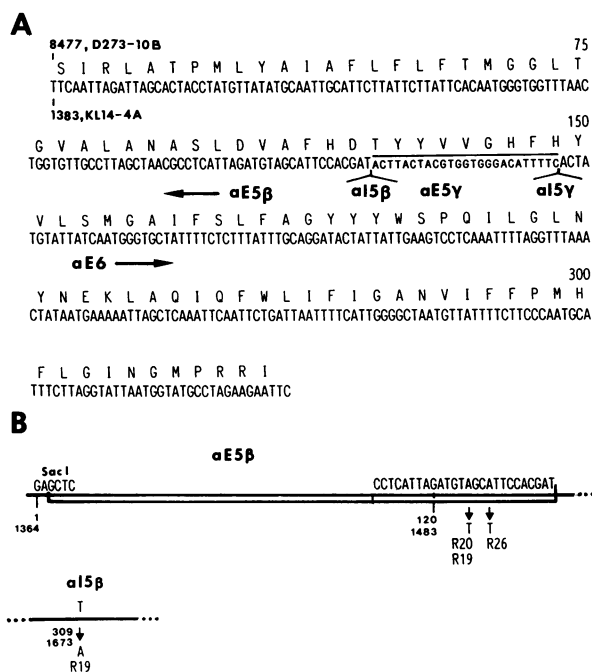 A
8477, D273-10B
75
S I R L A T P M L Y A I A F L F L F T M G G L T
TTCAATTAGATTAGCACTACCTATGTTATATGCAATTGCATTCTTATTCTTATTCACAATGGGTGGTTTAAC
1383, KL14-4A
150
G V A L A N A S L D V A F H D T Y Y V V G H F H Y
TGGTGTTGCCTTAGCTAACGCCTCATTAGATGTAGCATTCCACGATACTTACTACGTGGTGGGACATTTTCACTA
aE5β aI5β aE5γ aI5γ
V L S M G A I F S L F A G Y Y Y W S P Q I L G L N
TGTATTATCAATGGGTGCTATTTTCTCTTTATTTGCAGGATACTATTATTGAAGTCCTCAAATTTTAGGTTTAAA
aE6
300
Y N E K L A Q I Q F W L I F I G A N V I F F P M H
CTATAATGAAAAATTAGCTCAAATTCAATTCTGATTAATTTTCATTGGGGCTAATGTTATTTTCTTCCCAATGCA
F L G I N G M P R R I
TTTCTTAGGTATTAATGGTATGCCTAGAAGAATTC
B
SacI
aE5β
GAGCTC
CCTCATTAGATGTAGCATTCCACGAT
1
1364
120
1483
T T
R20 R26
R19
aI5β
T
309
1673
A
R19